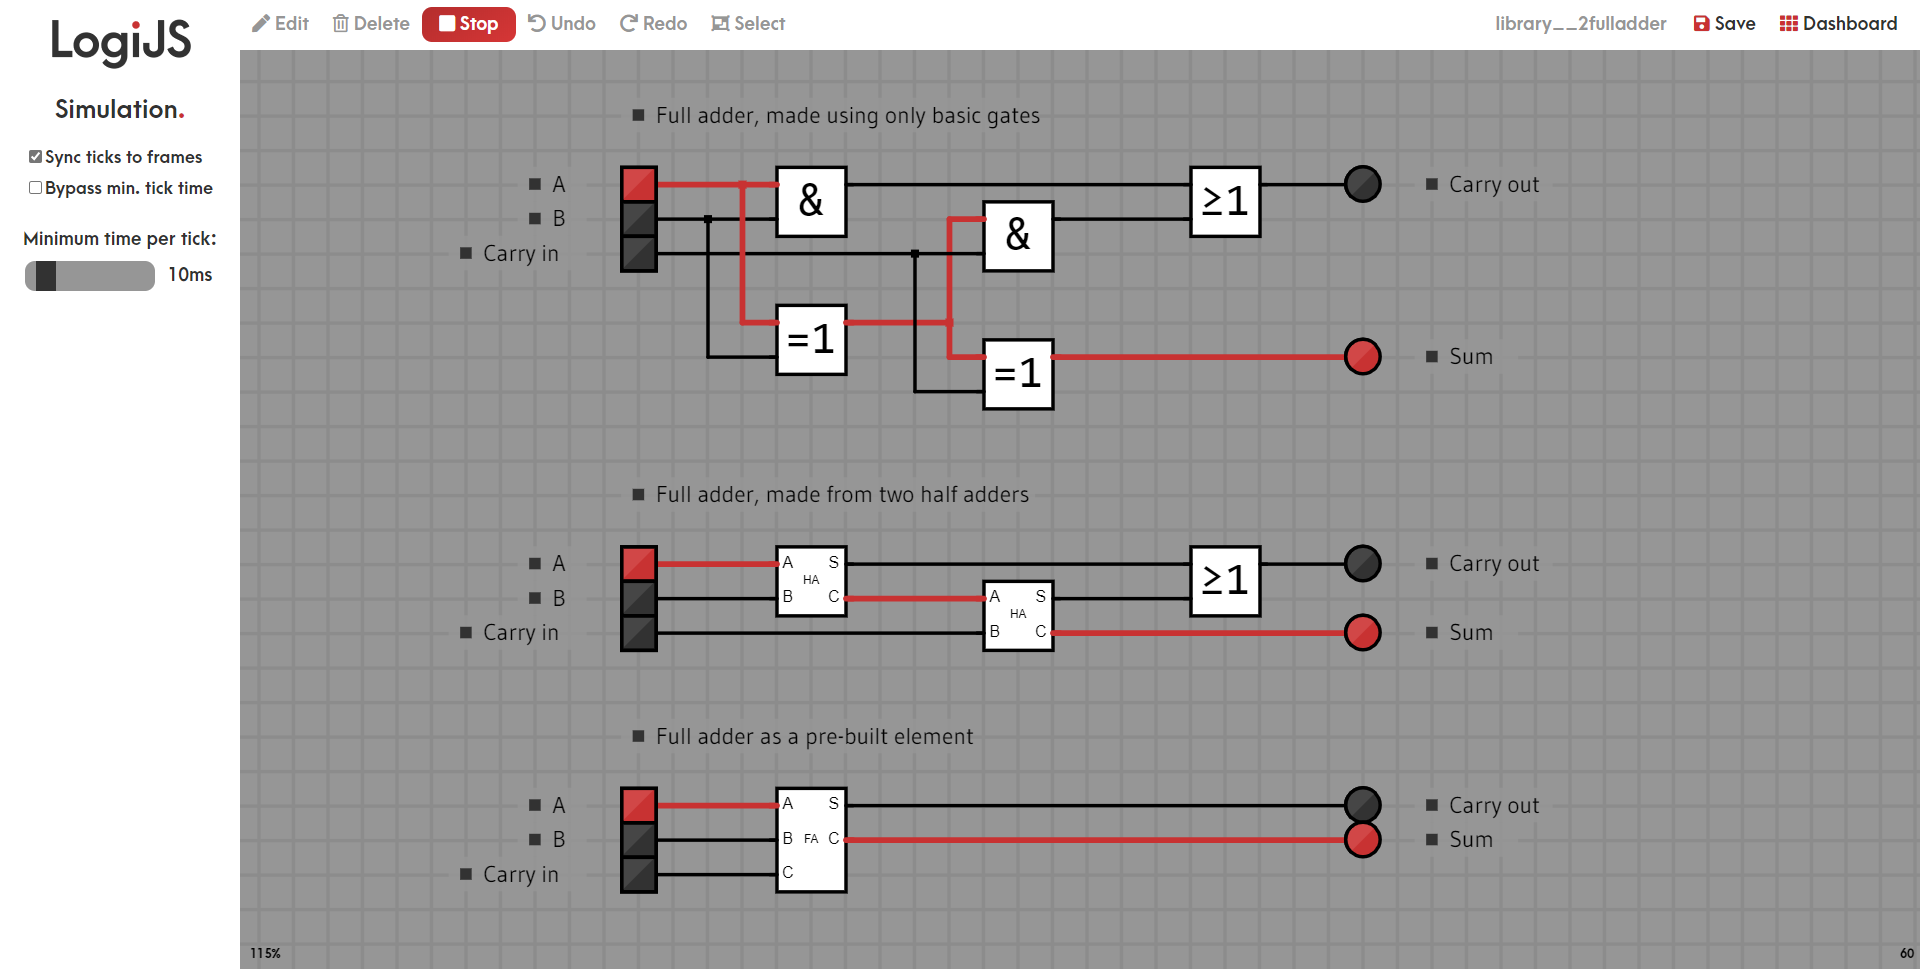 LogiJS
Edit Delete Stop Undo Redo Select library__2fulladder Save Dashboard
Simulation.
Sync ticks to frames
Bypass min. tick time
Minimum time per tick:
10ms
Full adder, made using only basic gates
A & ≥1 Carry out
B &
Carry in
=1 =1 Sum
Full adder, made from two half adders
A A S ≥1 Carry out
HA
B B C A S
HA
Carry in B C Sum
Full adder as a pre-built element
A A S Carry out
B B FA C Sum
Carry in C
115% 60